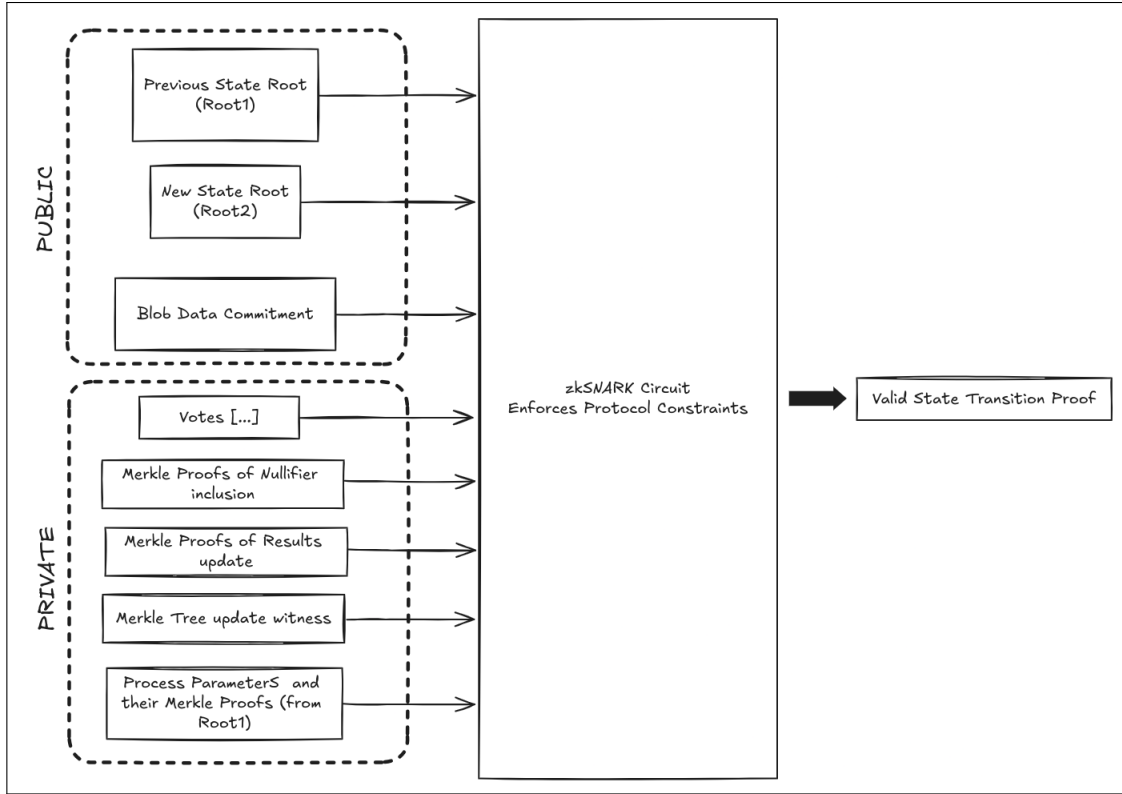 PUBLIC
Previous State Root
(Root1)
New State Root
(Root2)
Blob Data Commitment
PRIVATE
Votes [...]
Merkle Proofs of Nullifier
inclusion
Merkle Proofs of Results
update
Merkle Tree update witness
Process ParameterS and
their Merkle Proofs (from
Root1)
zkSNARK Circuit
Enforces Protocol Constraints
Valid State Transition Proof